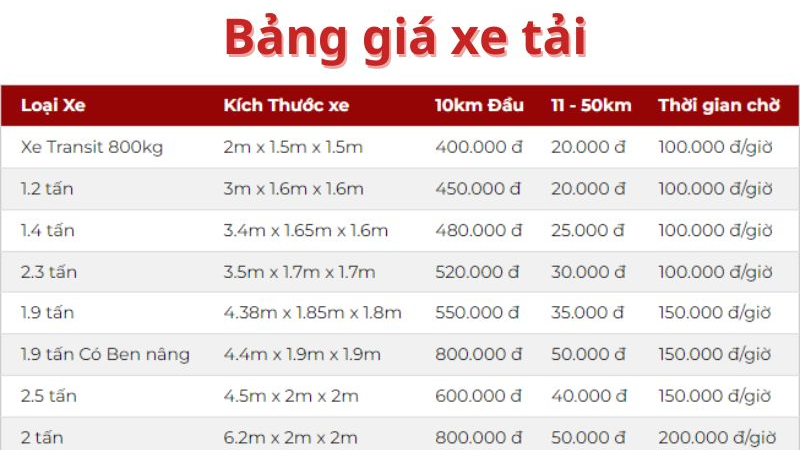 Bảng giá xe tải
Loại Xe Kích Thước xe 10km Đầu 11 - 50km Thời gian chờ
Xe Transit 800kg 2m x 1.5m x 1.5m 400.000 đ 20.000 đ 100.000 đ/giờ
1.2 tấn 3m x 1.6m x 1.6m 450.000 đ 20.000 đ 100.000 đ/giờ
1.4 tấn 3.4m x 1.65m x 1.6m 480.000 đ 25.000 đ 100.000 đ/giờ
2.3 tấn 3.5m x 1.7m x 1.7m 520.000 đ 30.000 đ 100.000 đ/giờ
1.9 tấn 4.38m x 1.85m x 1.8m 550.000 đ 35.000 đ 150.000 đ/giờ
1.9 tấn Có Ben nâng 4.4m x 1.9m x 1.9m 800.000 đ 50.000 đ 150.000 đ/giờ
2.5 tấn 4.5m x 2m x 2m 600.000 đ 40.000 đ 150.000 đ/giờ
2 tấn 6.2m x 2m x 2m 800.000 đ 50.000 đ 200.000 đ/giờ